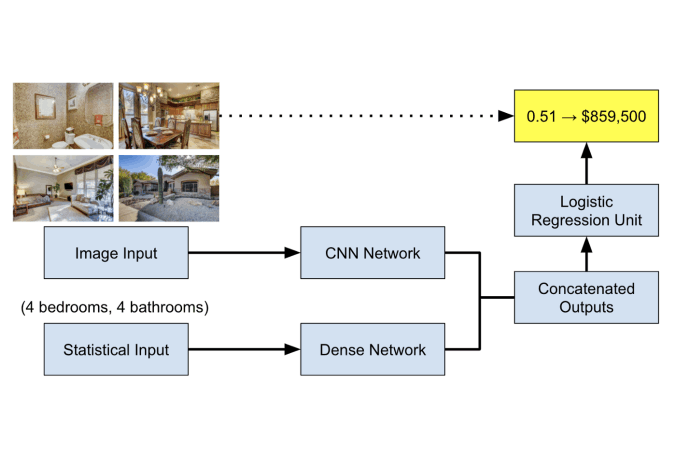 0.51 → $859,500
Logistic
Regression Unit
Image Input
CNN Network
Concatenated
Outputs
(4 bedrooms, 4 bathrooms)
Statistical Input
Dense Network